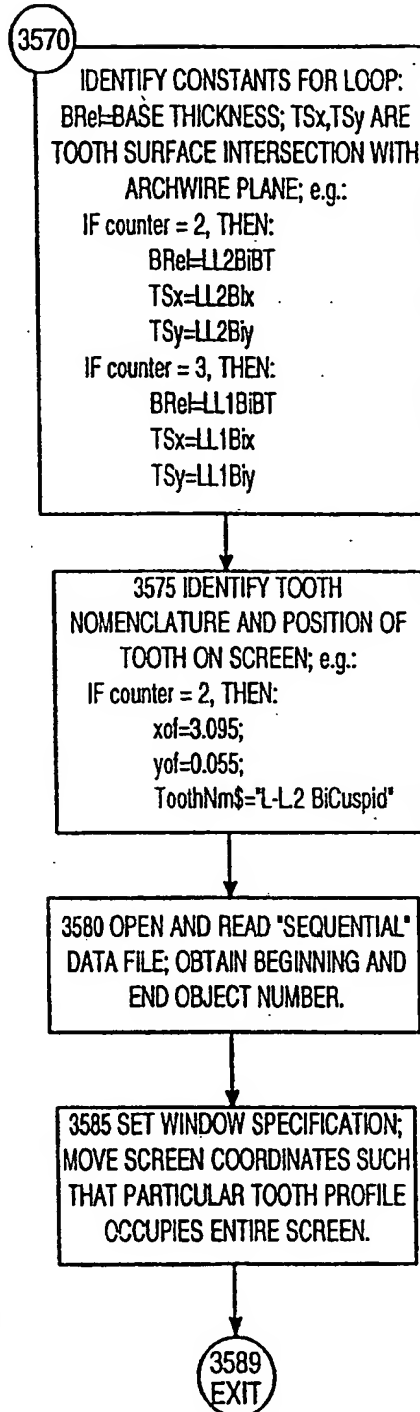 3570
IDENTIFY CONSTANTS FOR LOOP:
BRel=BASE THICKNESS; TSx,TSy ARE
TOOTH SURFACE INTERSECTION WITH
ARCHWIRE PLANE; e.g.:
IF counter = 2, THEN:
BRel=LL2BiBT
TSx=LL2BIx
TSy=LL2Biy
IF counter = 3, THEN:
BRel=LL1BiBT
TSx=LL1Bix
TSy=LL1Biy
3575 IDENTIFY TOOTH
NOMENCLATURE AND POSITION OF
TOOTH ON SCREEN; e.g.:
IF counter = 2, THEN:
xof=3.095;
yof=0.055;
ToothNm$="L-L.2 BiCuspid"
3580 OPEN AND READ "SEQUENTIAL"
DATA FILE; OBTAIN BEGINNING AND
END OBJECT NUMBER.
3585 SET WINDOW SPECIFICATION;
MOVE SCREEN COORDINATES SUCH
THAT PARTICULAR TOOTH PROFILE
OCCUPIES ENTIRE SCREEN.
3589
EXIT